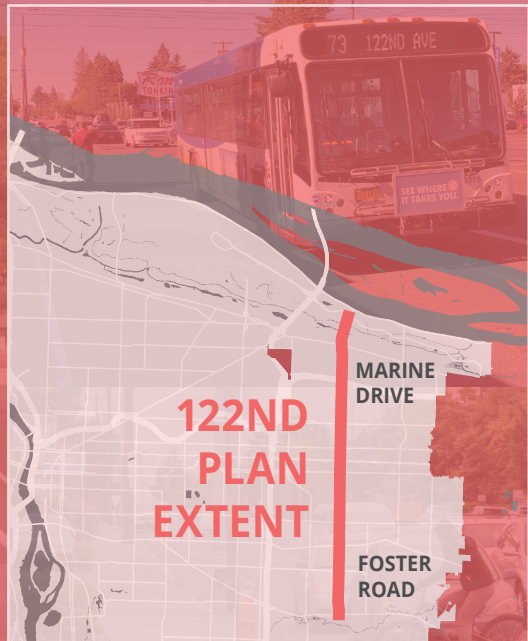 73 122ND AVE
SEE WHERE
IT TAKES YOU.
MARINE
DRIVE
122ND
PLAN
EXTENT
FOSTER
ROAD